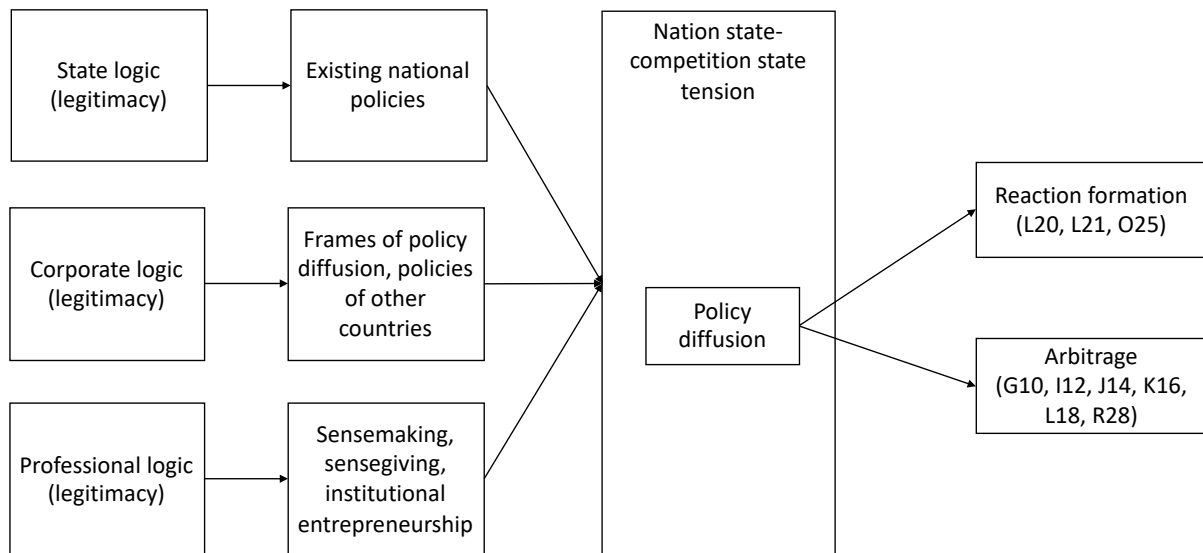 State logic
(legitimacy)
Existing national
policies
Nation state-
competition state
tension
Corporate logic
(legitimacy)
Frames of policy
diffusion, policies
of other
countries
Professional logic
(legitimacy)
Sensemaking,
sensegiving,
institutional
entrepreneurship
Policy
diffusion
Reaction formation
(L20, L21, O25)
Arbitrage
(G10, I12, J14, K16,
L18, R28)